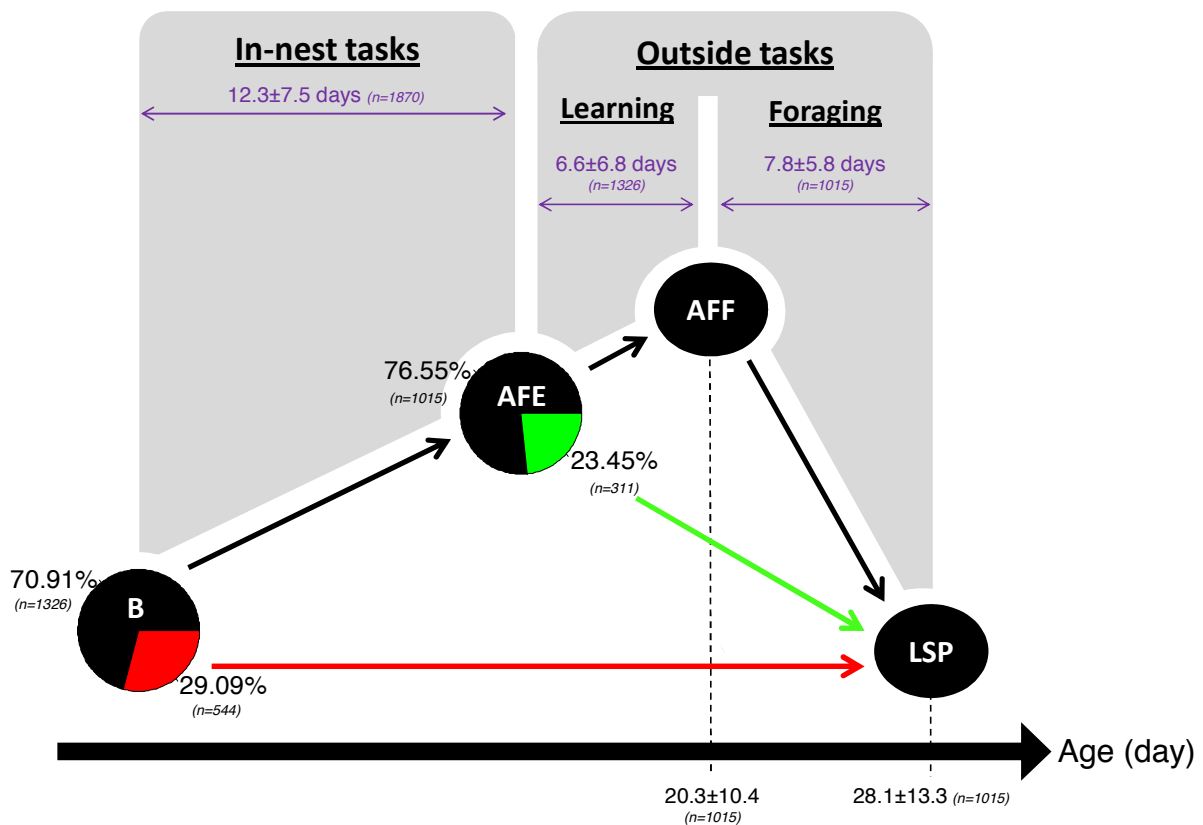 In-nest tasks
12.3±7.5 days (n=1870)
Outside tasks
Learning
6.6±6.8 days
(n=1326)
Foraging
7.8±5.8 days
(n=1015)
AFF
76.55%
(n=1015)
AFE
23.45%
(n=311)
70.91%
(n=1326)
B
29.09%
(n=544)
LSP
Age (day)
20.3±10.4
(n=1015)
28.1±13.3 (n=1015)